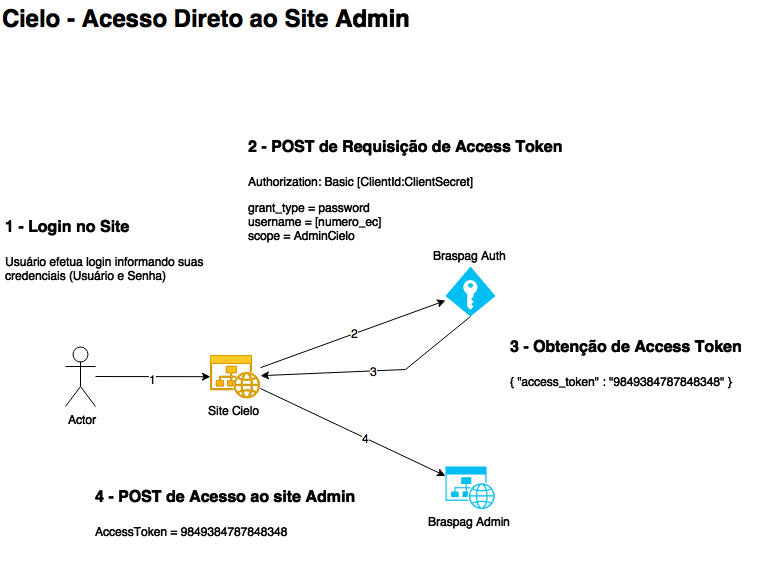 Cielo - Acesso Direto ao Site Admin
2 - POST de Requisição de Access Token
Authorization: Basic [ClientId:ClientSecret]
grant_type = password
username = [numero_ec]
scope = AdminCielo
1 - Login no Site
Usuário efetua login informando suas
credenciais (Usuário e Senha)
Braspag Auth
2
3 - Obtenção de Access Token
{ "access_token" : "9849384787848348" }
3
1
Site Cielo
Actor
4
4 - POST de Acesso ao site Admin
AccessToken = 9849384787848348
Braspag Admin